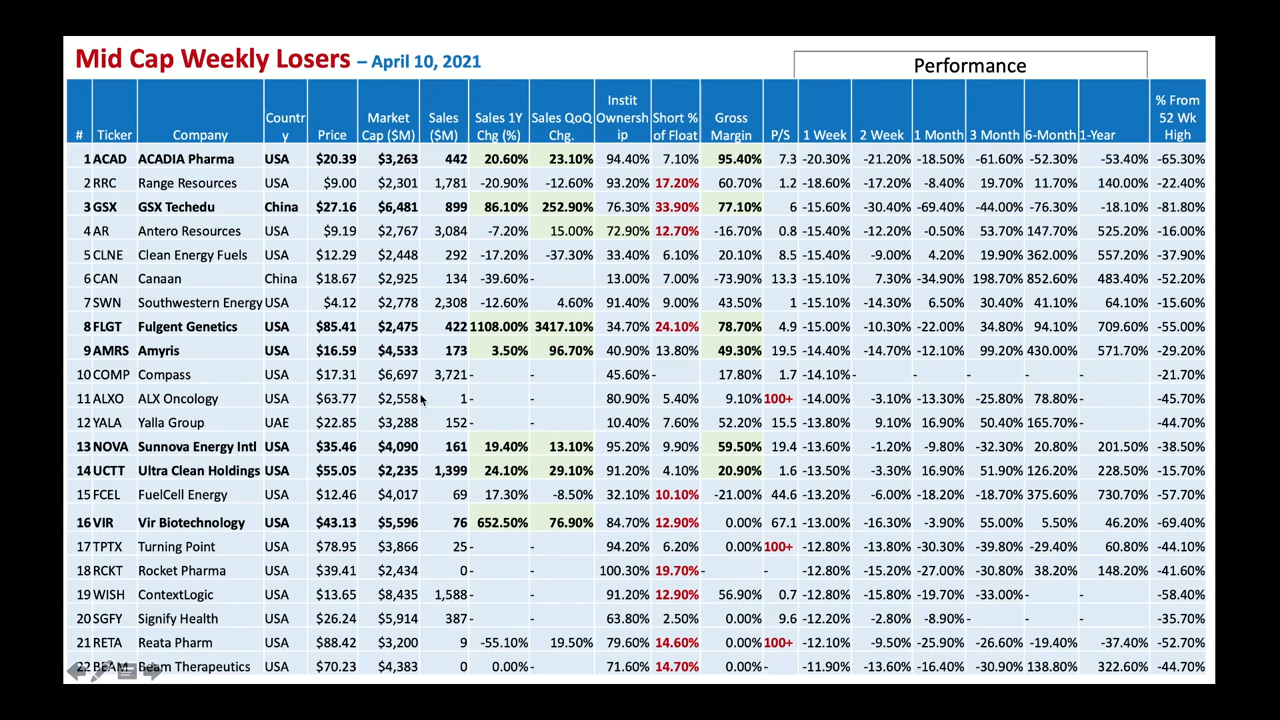 Mid Cap Weekly Losers – April 10, 2021
Performance
# Ticker Company Countr y Price Market Cap ($M) Sales ($M) Sales 1Y Chg (%) Sales QoQ Chg. Instit Ownersh ip Short % of Float Gross Margin P/S 1 Week 2 Week 1 Month 3 Month 6-Month 1-Year % From 52 Wk High
1 ACAD ACADIA Pharma USA $20.39 $3,263 442 20.60% 23.10% 94.40% 7.10% 95.40% 7.3 -20.30% -21.20% -18.50% -61.60% -52.30% -53.40% -65.30%
2 RRC Range Resources USA $9.00 $2,301 1,781 -20.90% -12.60% 93.20% 17.20% 60.70% 1.2 -18.60% -17.20% -8.40% 19.70% 11.70% 140.00% -22.40%
3 GSX GSX Techedu China $27.16 $6,481 899 86.10% 252.90% 76.30% 33.90% 77.10% 6 -15.60% -30.40% -69.40% -44.00% -76.30% -18.10% -81.80%
4 AR Antero Resources USA $9.19 $2,767 3,084 -7.20% 15.00% 72.90% 12.70% -16.70% 0.8 -15.40% -12.20% -0.50% 53.70% 147.70% 525.20% -16.00%
5 CLNE Clean Energy Fuels USA $12.29 $2,448 292 -17.20% -37.30% 33.40% 6.10% 20.10% 8.5 -15.40% -9.00% 4.20% 19.90% 362.00% 557.20% -37.90%
6 CAN Canaan China $18.67 $2,925 134 -39.60% - 13.00% 7.00% -73.90% 13.3 -15.10% 7.30% -34.90% 198.70% 852.60% 483.40% -52.20%
7 SWN Southwestern Energy USA $4.12 $2,778 2,308 -12.60% 4.60% 91.40% 9.00% 43.50% 1 -15.10% -14.30% 6.50% 30.40% 41.10% 64.10% -15.60%
8 FLGT Fulgent Genetics USA $85.41 $2,475 422 1108.00% 3417.10% 34.70% 24.10% 78.70% 4.9 -15.00% -10.30% -22.00% 34.80% 94.10% 709.60% -55.00%
9 AMRS Amyris USA $16.59 $4,533 173 3.50% 96.70% 40.90% 13.80% 49.30% 19.5 -14.40% -14.70% -12.10% 99.20% 430.00% 571.70% -29.20%
10 COMP Compass USA $17.31 $6,697 3,721 - - 45.60% - 17.80% 1.7 -14.10% - - - - - -21.70%
11 ALXO ALX Oncology USA $63.77 $2,558 1 - - 80.90% 5.40% 9.10% 100+ -14.00% -3.10% -13.30% -25.80% 78.80% - -45.70%
12 YALA Yalla Group UAE $22.85 $3,288 152 - - 10.40% 7.60% 52.20% 15.5 -13.80% 9.10% 16.90% 50.40% 165.70% - -44.70%
13 NOVA Sunnova Energy Intl USA $35.46 $4,090 161 19.40% 13.10% 95.20% 9.90% 59.50% 19.4 -13.60% -1.20% -9.80% -32.30% 20.80% 201.50% -38.50%
14 UCTT Ultra Clean Holdings USA $55.05 $2,235 1,399 24.10% 29.10% 91.20% 4.10% 20.90% 1.6 -13.50% -3.30% 16.90% 51.90% 126.20% 228.50% -15.70%
15 FCEL FuelCell Energy USA $12.46 $4,017 69 17.30% -8.50% 32.10% 10.10% -21.00% 44.6 -13.20% -6.00% -18.20% -18.70% 375.60% 730.70% -57.70%
16 VIR Vir Biotechnology USA $43.13 $5,596 76 652.50% 76.90% 84.70% 12.90% 0.00% 67.1 -13.00% -16.30% -3.90% 55.00% 5.50% 46.20% -69.40%
17 TPTX Turning Point USA $78.95 $3,866 25 - - 94.20% 6.20% 0.00% 100+ -12.80% -13.80% -30.30% -39.80% -29.40% 60.80% -44.10%
18 RCKT Rocket Pharma USA $39.41 $2,434 0 - - 100.30% 19.70% - - -12.80% -15.20% -27.00% -30.80% 38.20% 148.20% -41.60%
19 WISH ContextLogic USA $13.65 $8,435 1,588 - - 91.20% 12.90% 56.90% 0.7 -12.80% -15.80% -19.70% -33.00% - - -58.40%
20 SGFY Signify Health USA $26.24 $5,914 387 - - 63.80% 2.50% 0.00% 9.6 -12.20% -2.80% -8.90% - - - -35.70%
21 RETA Reata Pharm USA $88.42 $3,200 9 -55.10% 19.50% 79.60% 14.60% 0.00% 100+ -12.10% -9.50% -25.90% -26.60% -19.40% -37.40% -52.70%
22 BEAM Beam Therapeutics USA $70.23 $4,383 0 0.00% - 71.60% 14.70% 0.00% - -11.90% -13.60% -16.40% -30.90% 138.80% 322.60% -44.70%